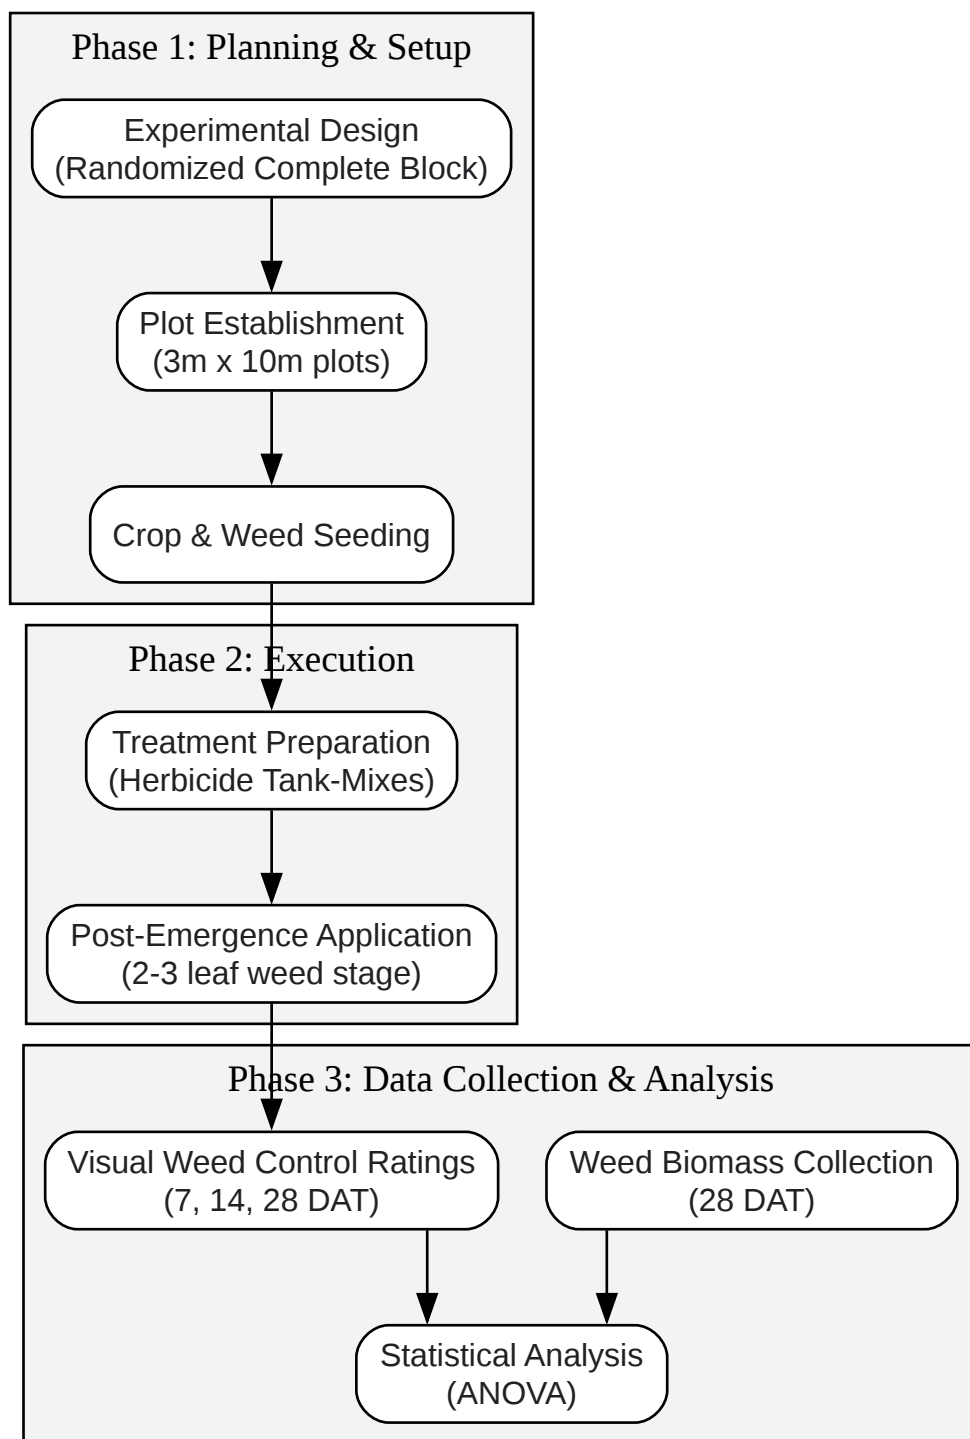 Phase 1: Planning & Setup
Experimental Design
(Randomized Complete Block)
Plot Establishment
(3m x 10m plots)
Crop & Weed Seeding
Phase 2: Execution
Treatment Preparation
(Herbicide Tank-Mixes)
Post-Emergence Application
(2-3 leaf weed stage)
Phase 3: Data Collection & Analysis
Visual Weed Control Ratings
(7, 14, 28 DAT)
Weed Biomass Collection
(28 DAT)
Statistical Analysis
(ANOVA)